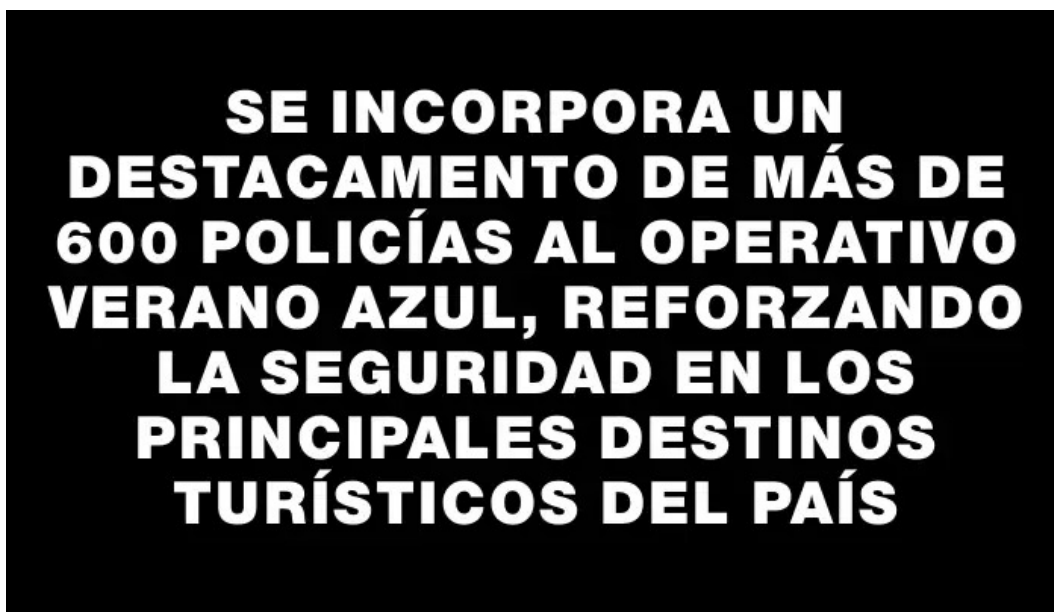 SE INCORPORA UN
DESTACAMENTO DE MÁS DE
600 POLICÍAS AL OPERATIVO
VERANO AZUL, REFORZANDO
LA SEGURIDAD EN LOS
PRINCIPALES DESTINOS
TURÍSTICOS DEL PAÍS